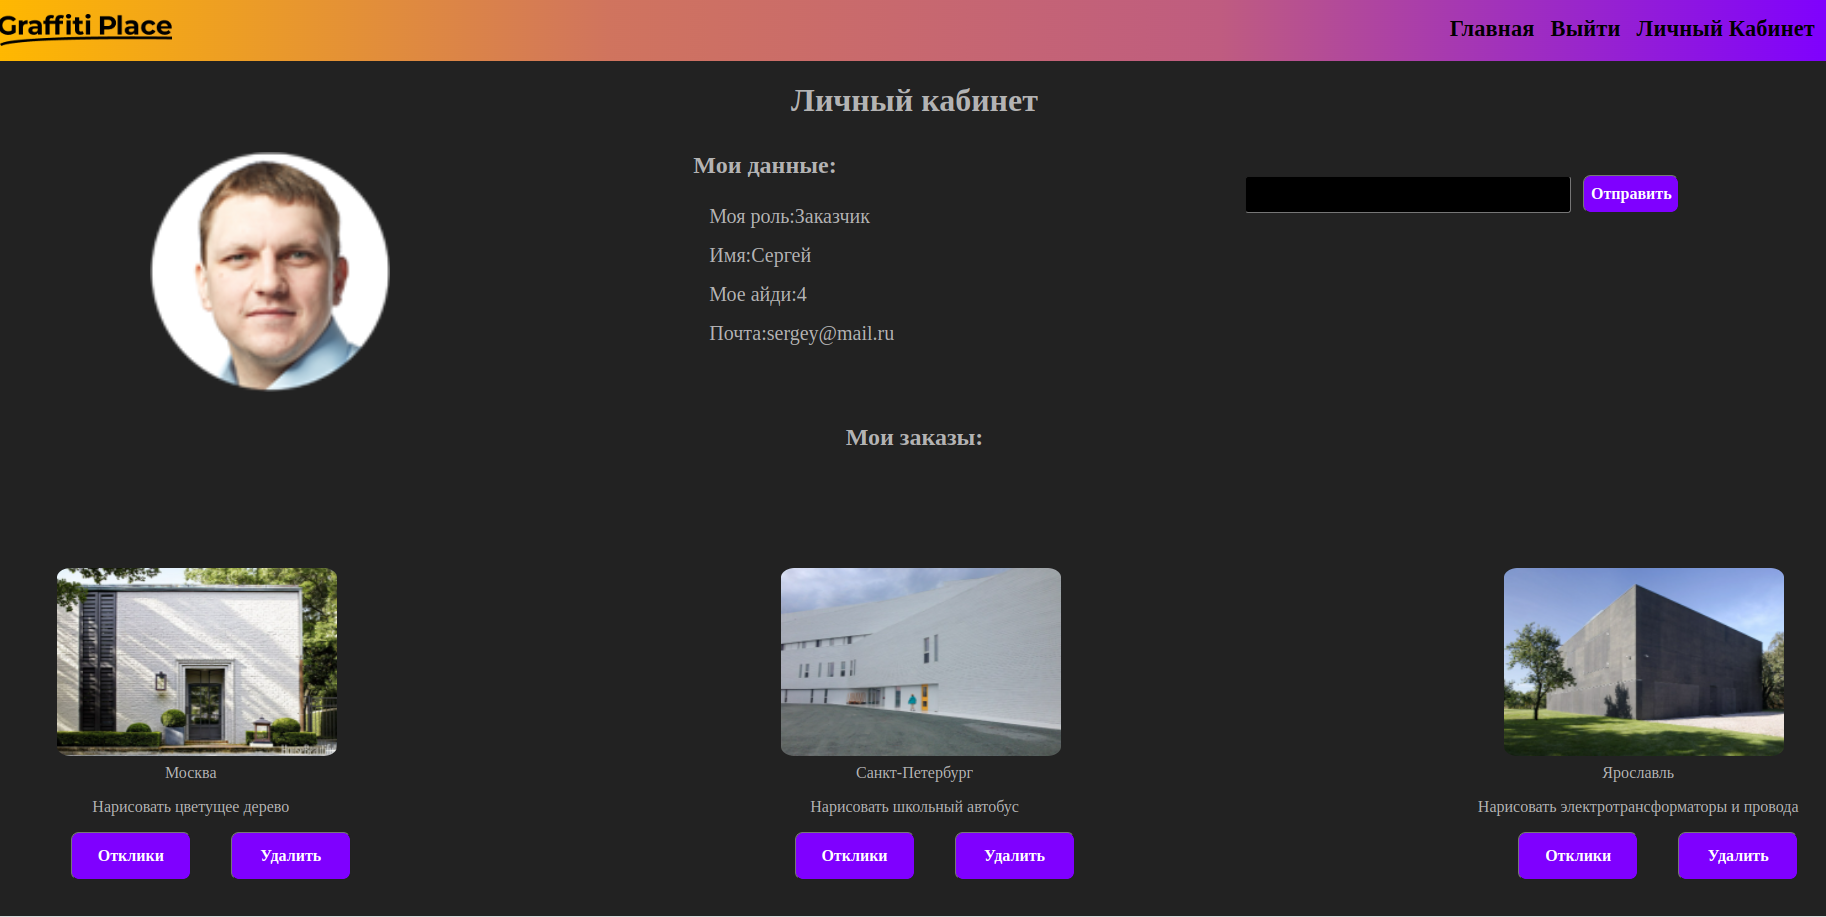 Graffiti Place
Главная Выйти Личный Кабинет
Личный кабинет
Мои данные:
Отправить
Моя роль:Заказчик
Имя:Сергей
Мое айди:4
Почта:sergey@mail.ru
Мои заказы:
Москва
Нарисовать цветущее дерево
Отклики Удалить
Санкт-Петербург
Нарисовать школьный автобус
Отклики Удалить
Ярославль
Нарисовать электротрансформаторы и провода
Отклики Удалить